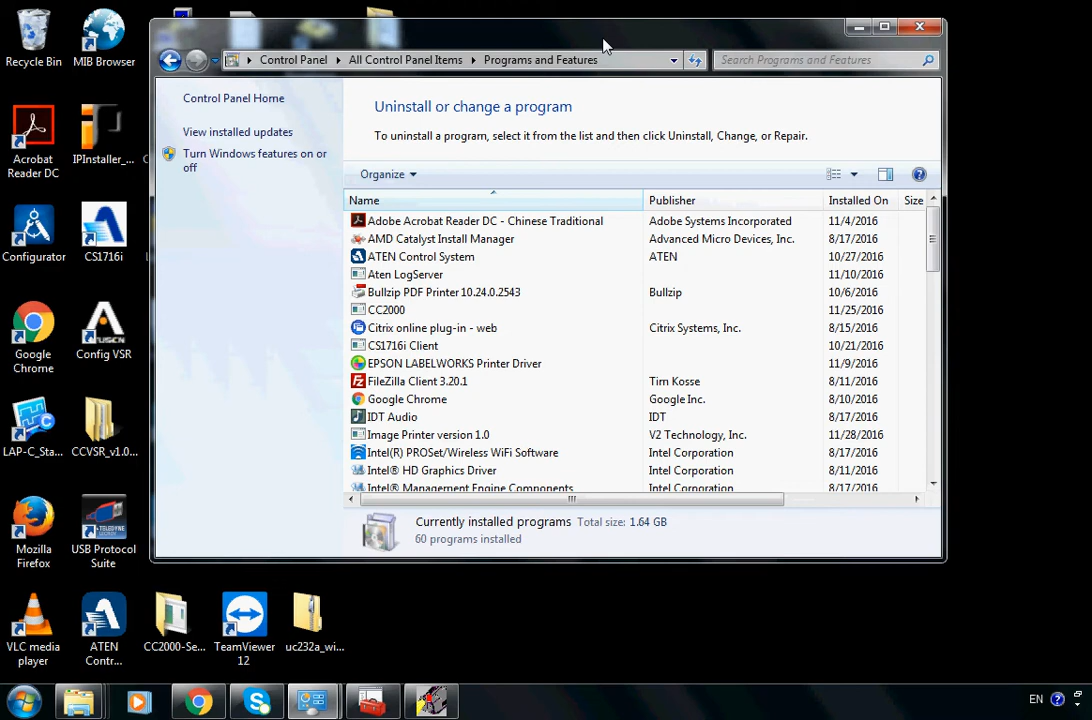 Recycle Bin
MIB Browser
Control Panel
All Control Panel Items
Programs and Features
Search Programs and Features
Control Panel Home
View installed updates
Turn Windows features on or off
Uninstall or change a program
To uninstall a program, select it from the list and then click Uninstall, Change, or Repair.
Organize
Name Publisher Installed On Size
Adobe Acrobat Reader DC - Chinese Traditional Adobe Systems Incorporated 11/4/2016
AMD Catalyst Install Manager Advanced Micro Devices, Inc. 8/17/2016
ATEN Control System ATEN 10/27/2016
Aten LogServer 11/10/2016
Bullzip PDF Printer 10.24.0.2543 Bullzip 10/6/2016
CC2000 11/25/2016
Citrix online plug-in - web Citrix Systems, Inc. 8/15/2016
CS1716i Client 10/21/2016
EPSON LABELWORKS Printer Driver 11/9/2016
FileZilla Client 3.20.1 Tim Kosse 8/11/2016
Google Chrome Google Inc. 8/10/2016
IDT Audio IDT 8/17/2016
Image Printer version 1.0 V2 Technology, Inc. 11/28/2016
Intel(R) PROSet/Wireless WiFi Software Intel Corporation 8/17/2016
Intel® HD Graphics Driver Intel Corporation 8/11/2016
Intel® Management Engine Components Intel Corporation 8/17/2016
Currently installed programs Total size: 1.64 GB
60 programs installed
Acrobat Reader DC
IPInstaller_...
Configurator
CS1716i
Google Chrome
Config VSR
LAP-C_Sta...
CCVSR_v1.0...
Mozilla Firefox
TELEDYNE
USB Protocol Suite
VLC media player
ATEN Contr...
CC2000-Se...
TeamViewer 12
uc232a_wi...
EN